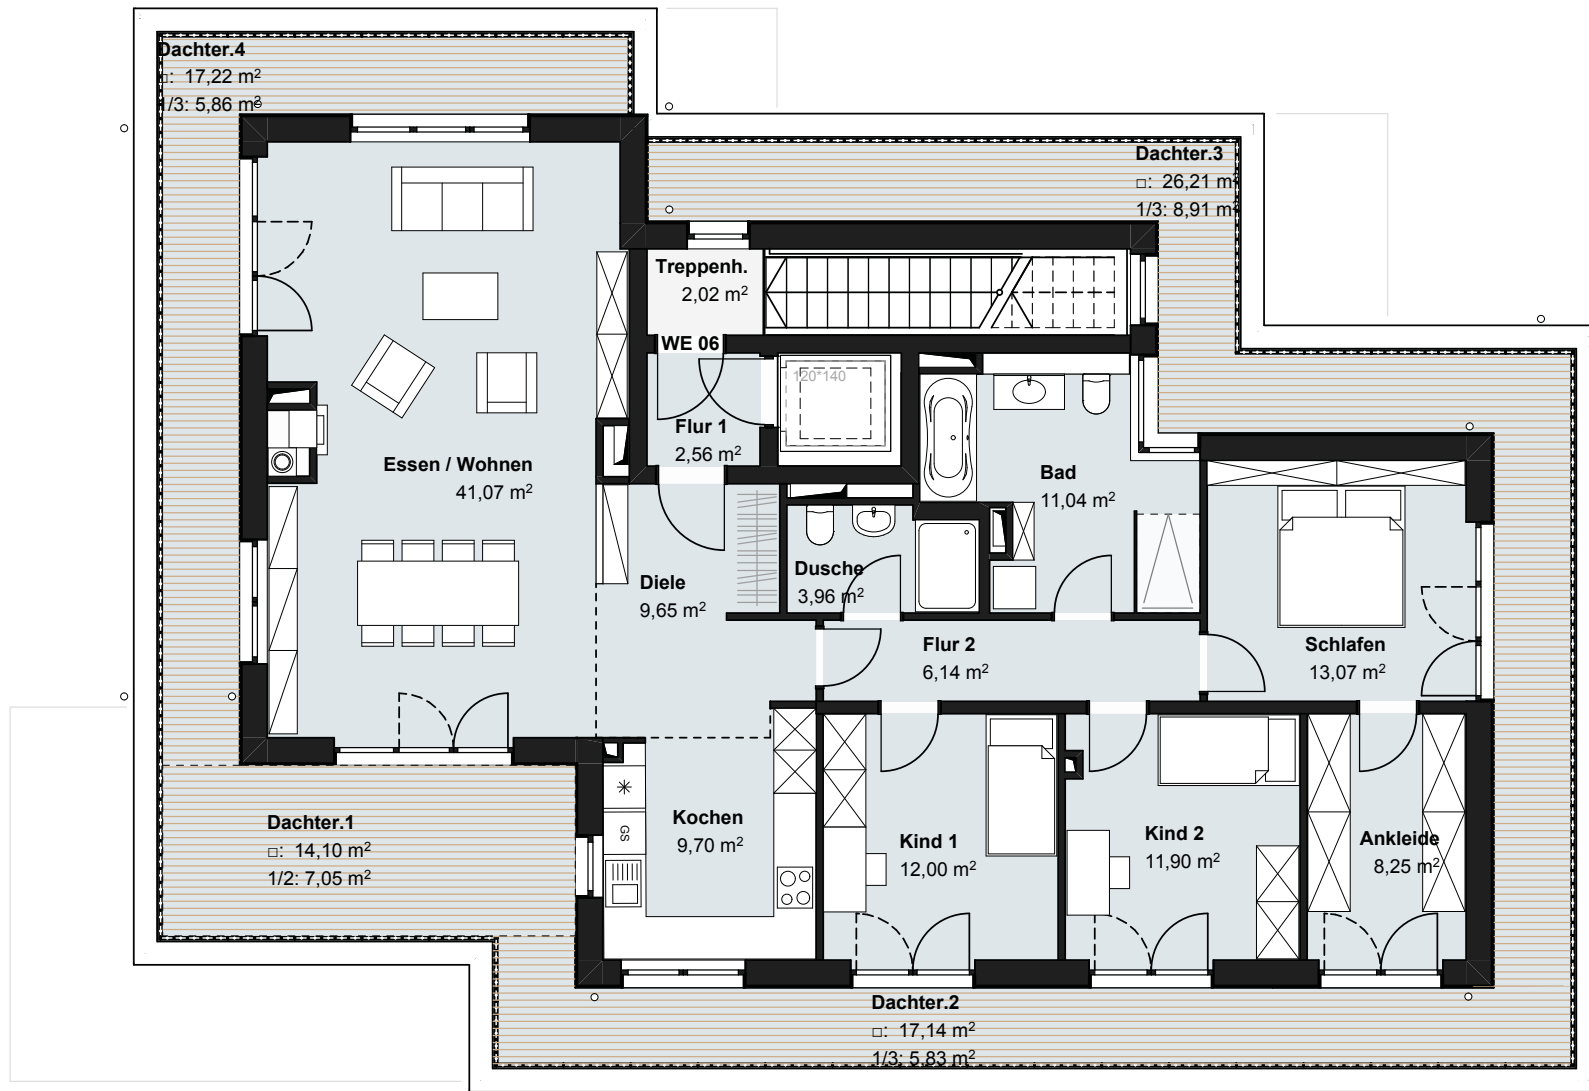 Dachter.4
□: 17,22 m²
1/3: 5,86 m²
Dachter.3
□: 26,21 m²
1/3: 8,91 m²
Treppenh.
2,02 m²
WE 06
120*140
Flur 1
2,56 m²
Essen / Wohnen
41,07 m²
Bad
11,04 m²
Diele
9,65 m²
Dusche
3,96 m²
Flur 2
6,14 m²
Schlafen
13,07 m²
Dachter.1
□: 14,10 m²
1/2: 7,05 m²
GS
Kochen
9,70 m²
Kind 1
12,00 m²
Kind 2
11,90 m²
Ankleide
8,25 m²
Dachter.2
□: 17,14 m²
1/3: 5,83 m²